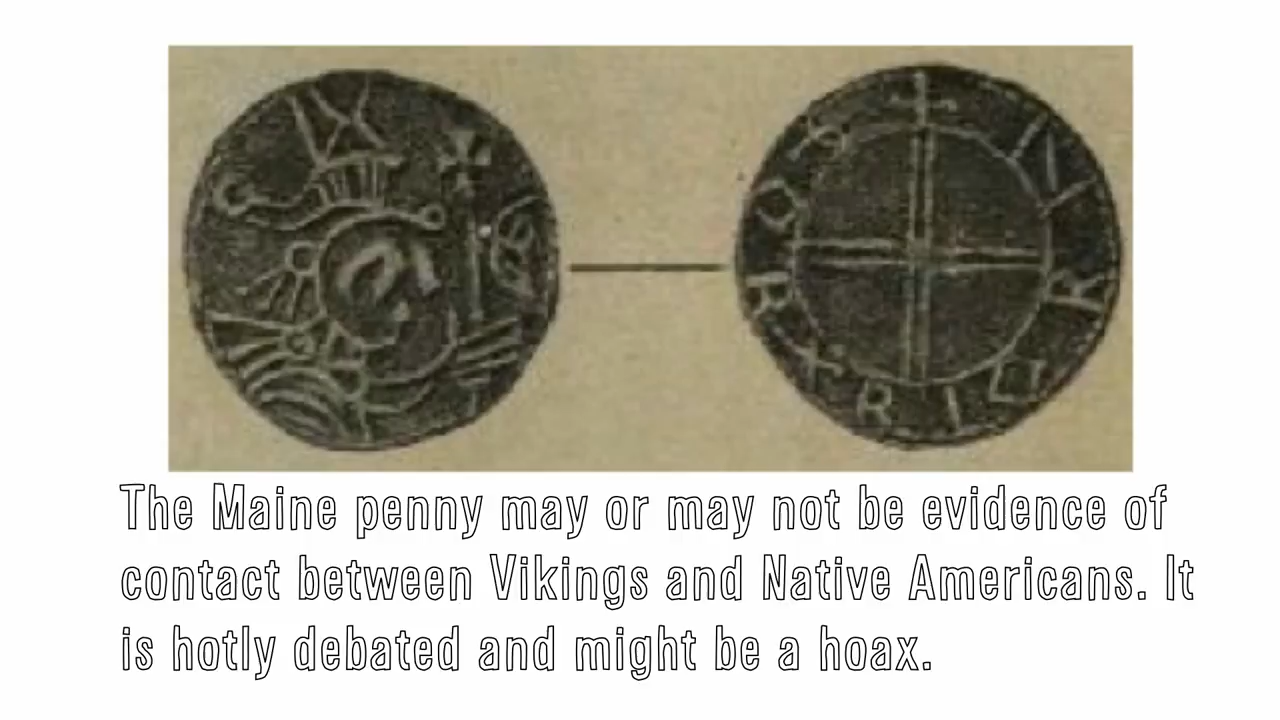 The Maine penny may or may not be evidence of
contact between Vikings and Native Americans. It
is hotly debated and might be a hoax.